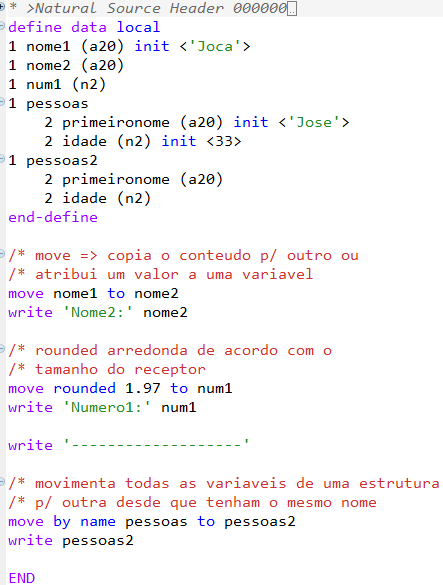 * >Natural Source Header 000000..
define data local
1 nome1 (a20) init <'Joca'>
1 nome2 (a20)
1 num1 (n2)
1 pessoas
    2 primeironome (a20) init <'Jose'>
    2 idade (n2) init <33>
1 pessoas2
    2 primeironome (a20)
    2 idade (n2)
end-define
/* move => copia o conteudo p/ outro ou
/* atribui um valor a uma variavel
move nome1 to nome2
write 'Nome2:' nome2
/* rounded arredonda de acordo com o
/* tamanho do receptor
move rounded 1.97 to num1
write 'Numero1:' num1
write '-------------------'
/* movimenta todas as variaveis de uma estrutura
/* p/ outra desde que tenham o mesmo nome
move by name pessoas to pessoas2
write pessoas2
END